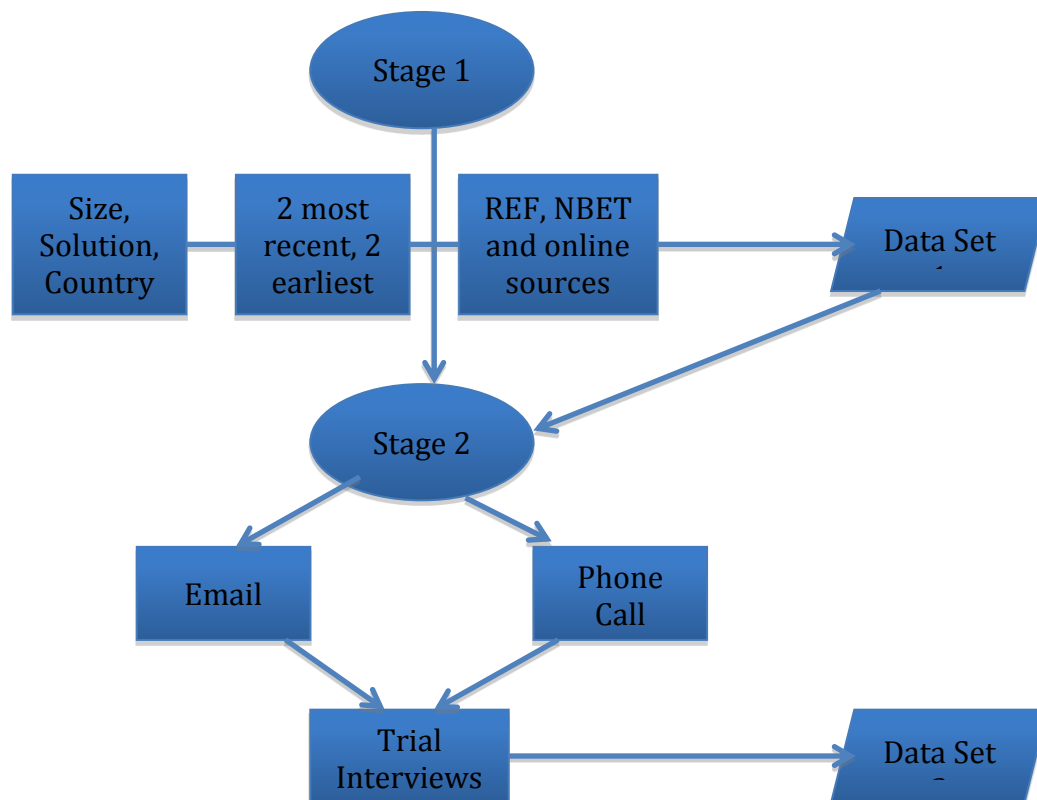 Stage 1
Size,
Solution,
Country
2 most
recent, 2
earliest
REF, NBET
and online
sources
Data Set
Stage 2
Email
Phone
Call
Trial
Interviews
Data Set